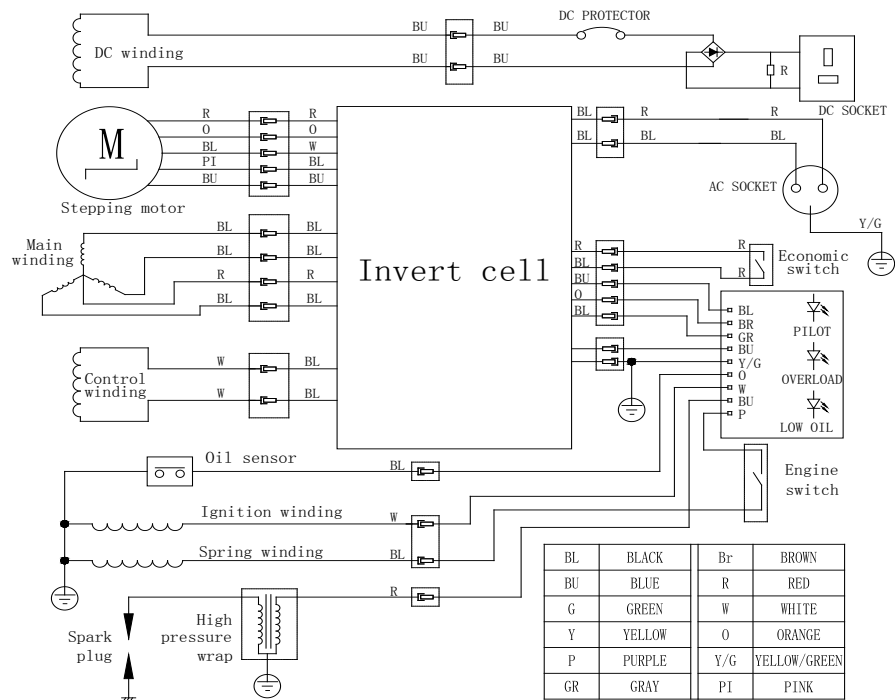 DC PROTECTOR
BU BU
DC winding
BU BU
R
DC SOCKET
R R
O O
BL W
PI BL
BU BU
M
Stepping motor
BL R R
BL BL BL
AC SOCKET
Y/G
Main
winding
BL BL
BL BL
R R
BL BL
Invert cell
R R
BL R
BU
O
BL
Economic
switch
BL
BR
GR
BU
Y/G
O
W
BU
P
PILOT
OVERLOAD
LOW OIL
Control
winding
W BL
W BL
Oil sensor
BL
Engine
switch
Ignition winding
W
Spring winding
BL
R
Spark
plug
High
pressure
wrap
BL BLACK Br BROWN
BU BLUE R RED
G GREEN W WHITE
Y YELLOW O ORANGE
P PURPLE Y/G YELLOW/GREEN
GR GRAY PI PINK